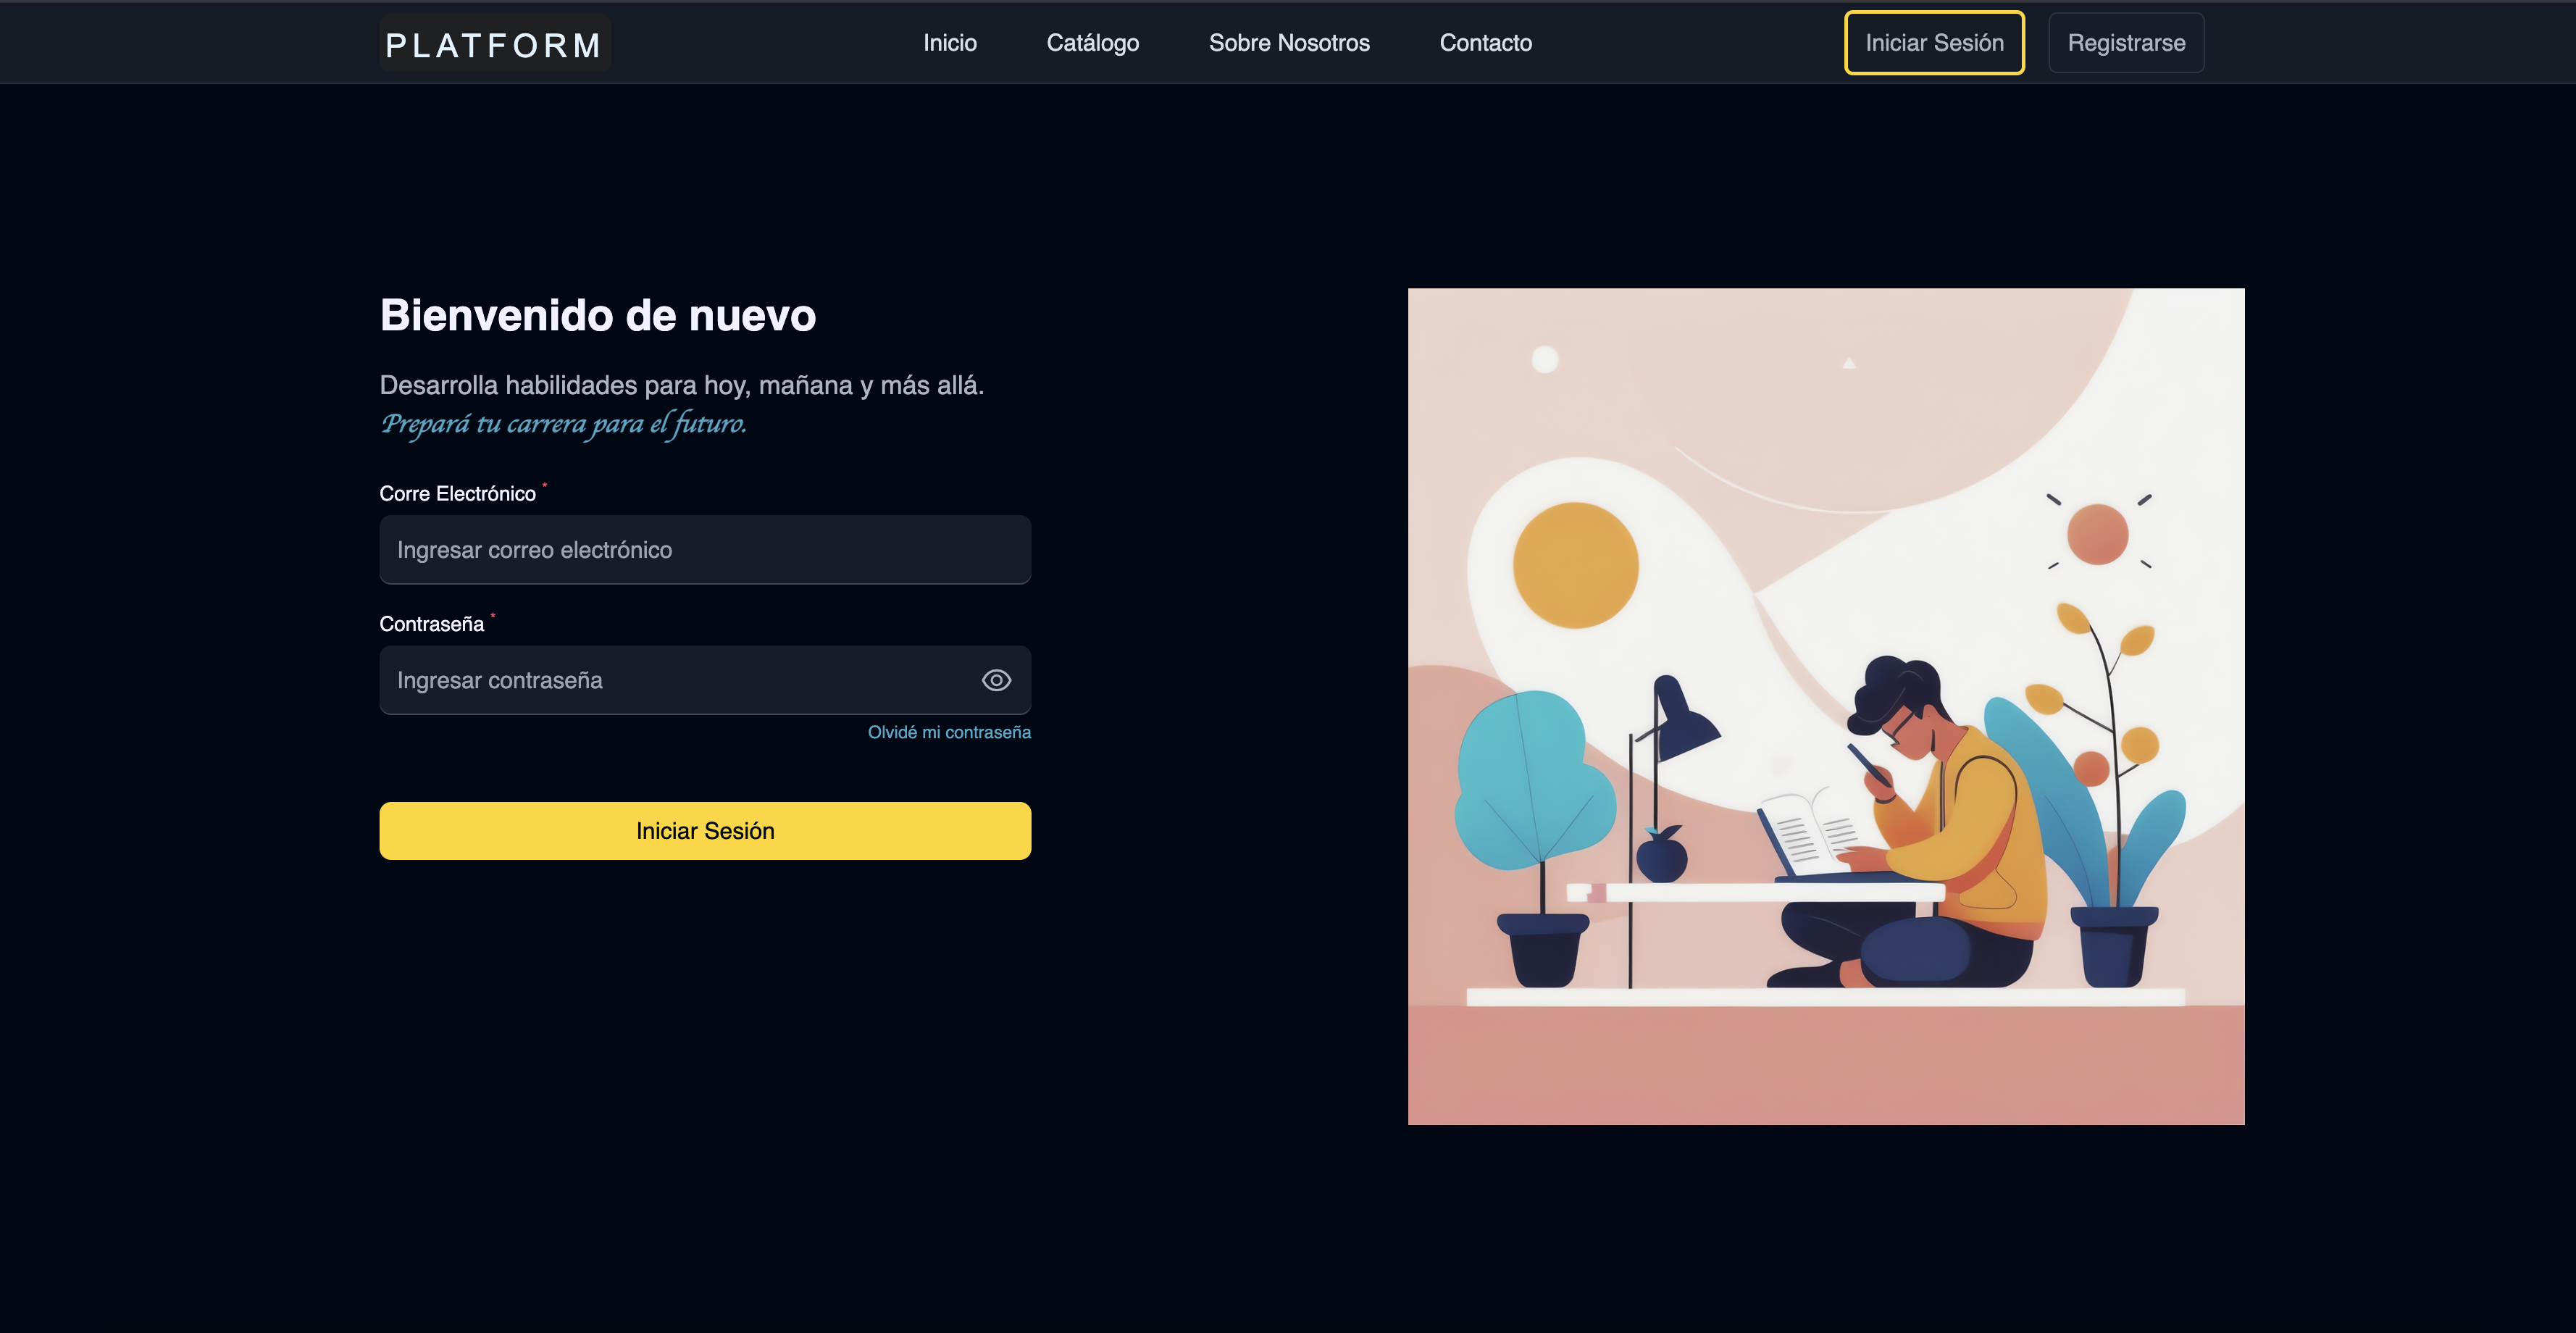 PLATFORM
Inicio
Catálogo
Sobre Nosotros
Contacto
Iniciar Sesión
Registrarse
Bienvenido de nuevo
Desarrolla habilidades para hoy, mañana y más allá.
Prepará tu carrera para el futuro.
Corre Electrónico *
Ingresar correo electrónico
Contraseña *
Ingresar contraseña
Olvidé mi contraseña
Iniciar Sesión